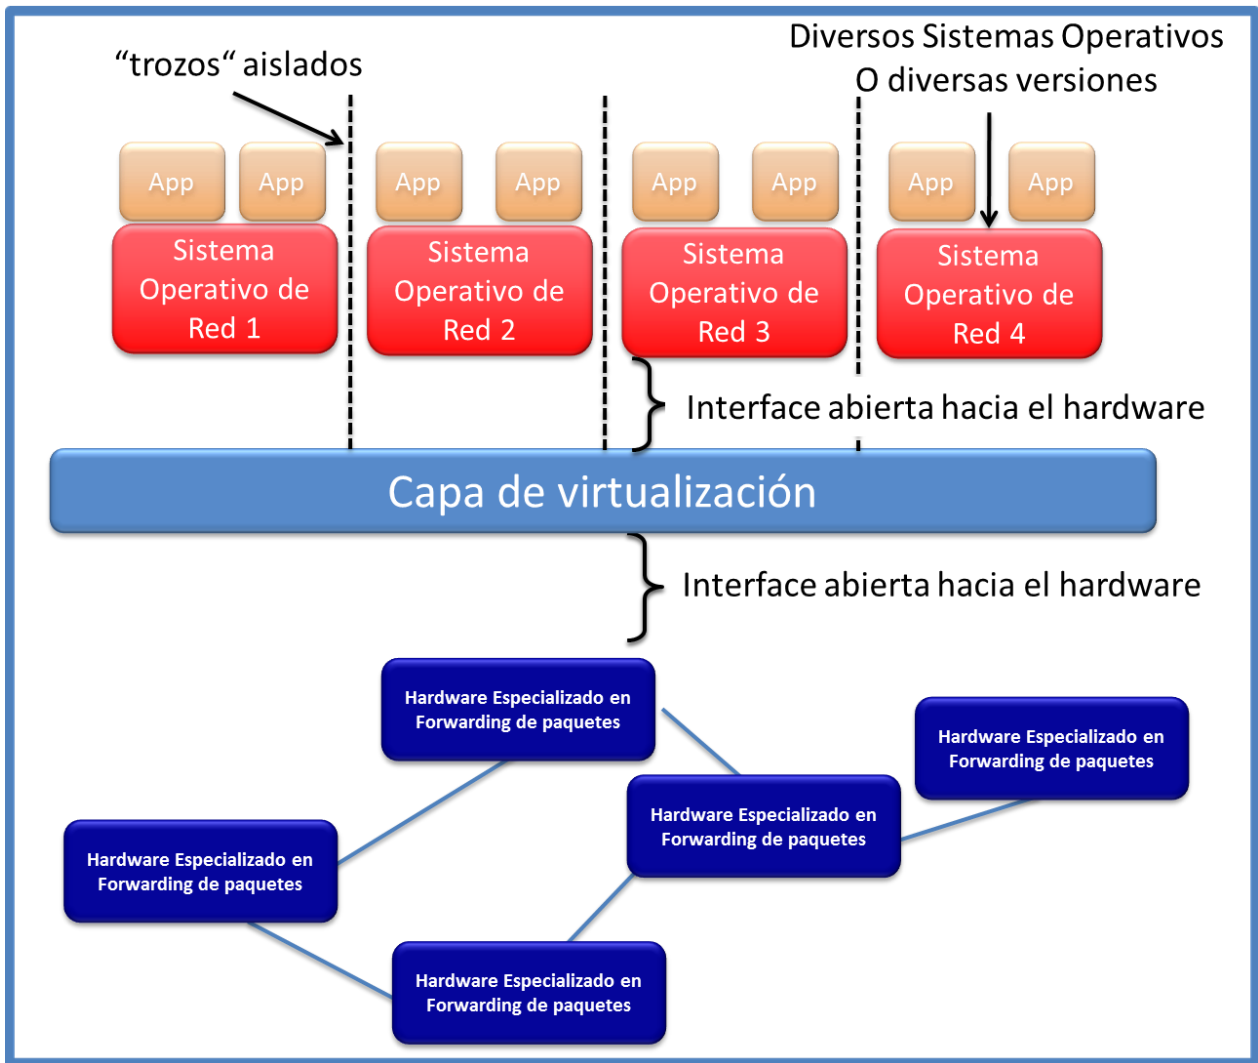 “trozos“ aislados
Diversos Sistemas Operativos
O diversas versiones
App
App
App
App
App
App
App
App
Sistema
Operativo de
Red 1
Sistema
Operativo de
Red 2
Sistema
Operativo de
Red 3
Sistema
Operativo de
Red 4
Interface abierta hacia el hardware
Capa de virtualización
Interface abierta hacia el hardware
Hardware Especializado en
Forwarding de paquetes
Hardware Especializado en
Forwarding de paquetes
Hardware Especializado en
Forwarding de paquetes
Hardware Especializado en
Forwarding de paquetes
Hardware Especializado en
Forwarding de paquetes